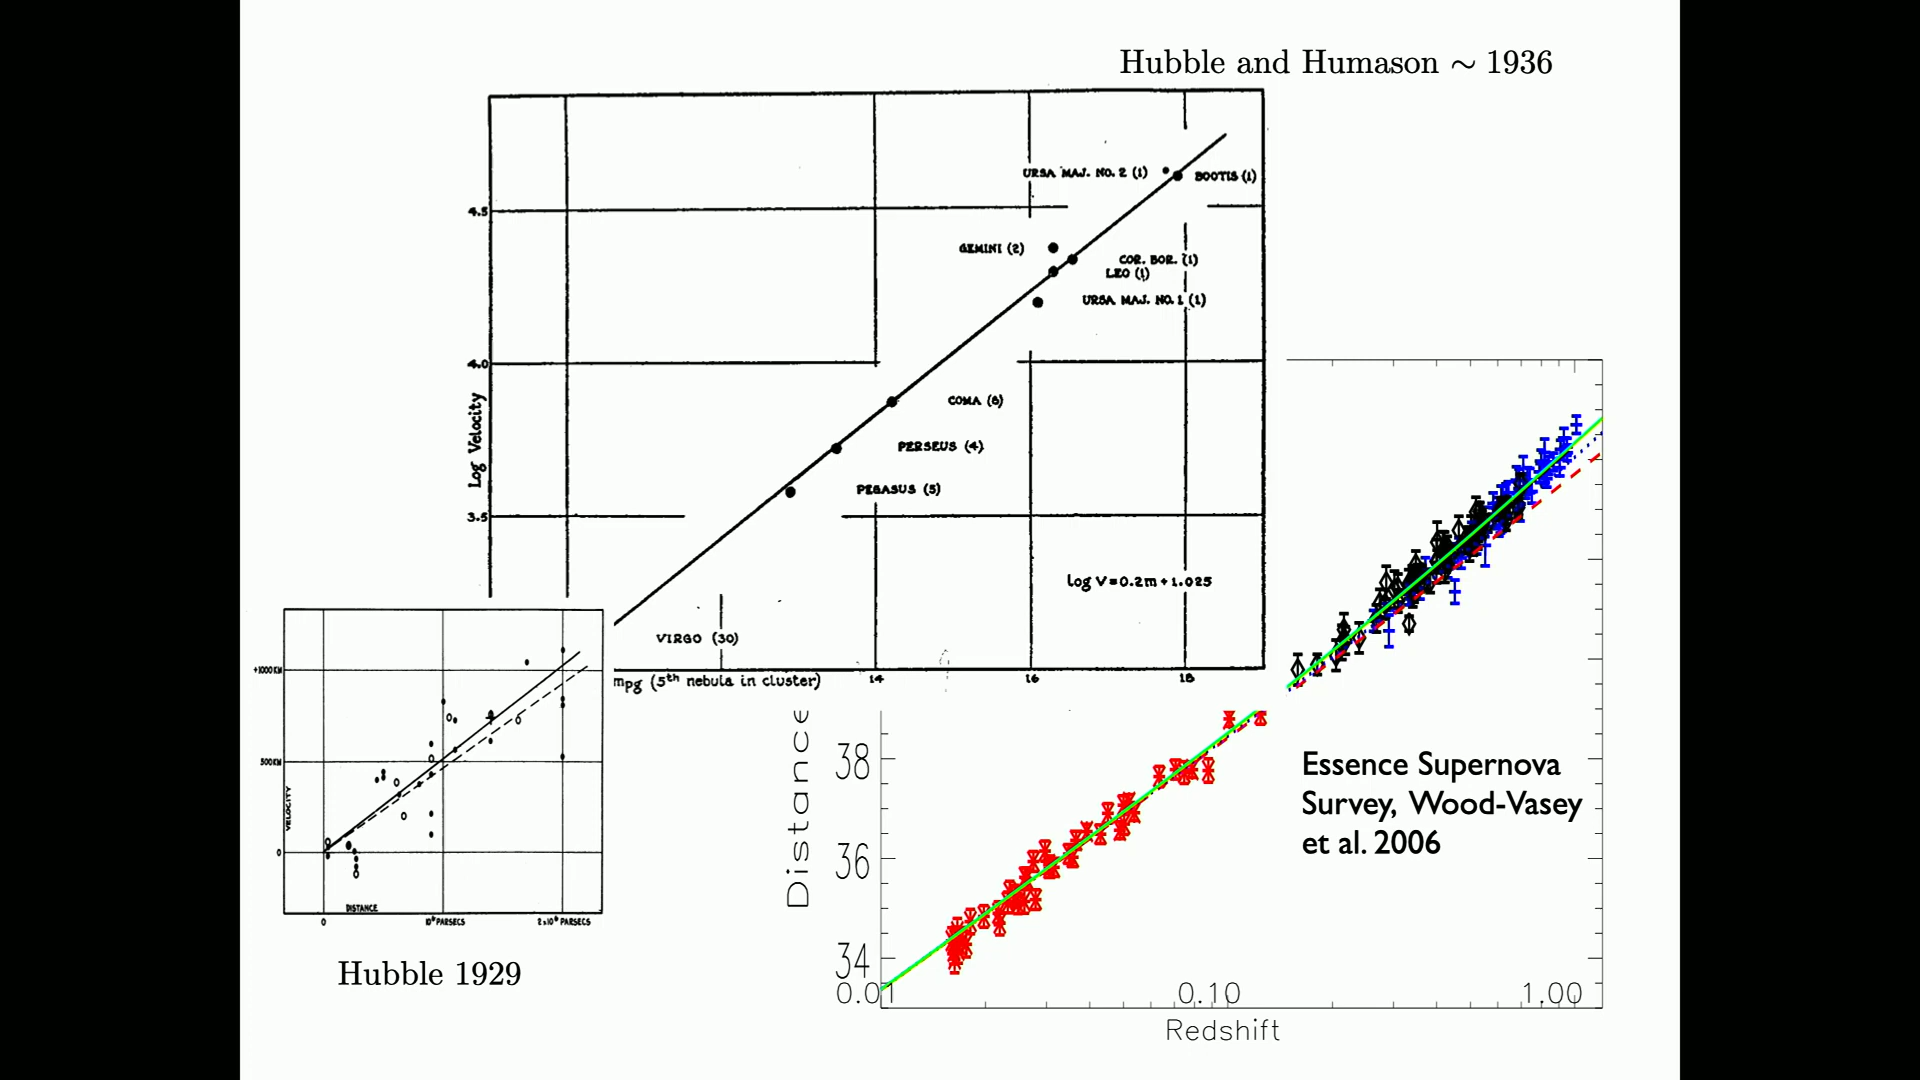 Hubble and Humason ∼ 1936
URSA MAJ. NO. 2 (1)
BOOTIS (1)
4.5
GEMINI (2)
COR. BOR. (1)
LEO (1)
URSA MAJ. NO. 1 (1)
4.0
Log Velocity
COMA (6)
PERSEUS (4)
PEGASUS (5)
3.5
log V=0.2m+1.025
VIRGO (30)
mpg (5th nebula in cluster)
14
16
18
+1000KM
500KM
VELOCITY
0
DISTANCE
0
10⁶ PARSECS
2x10⁶ PARSECS
Hubble 1929
Distance
38
36
34
0.0
0.10
1.00
Redshift
Essence Supernova
Survey, Wood-Vasey
et al. 2006